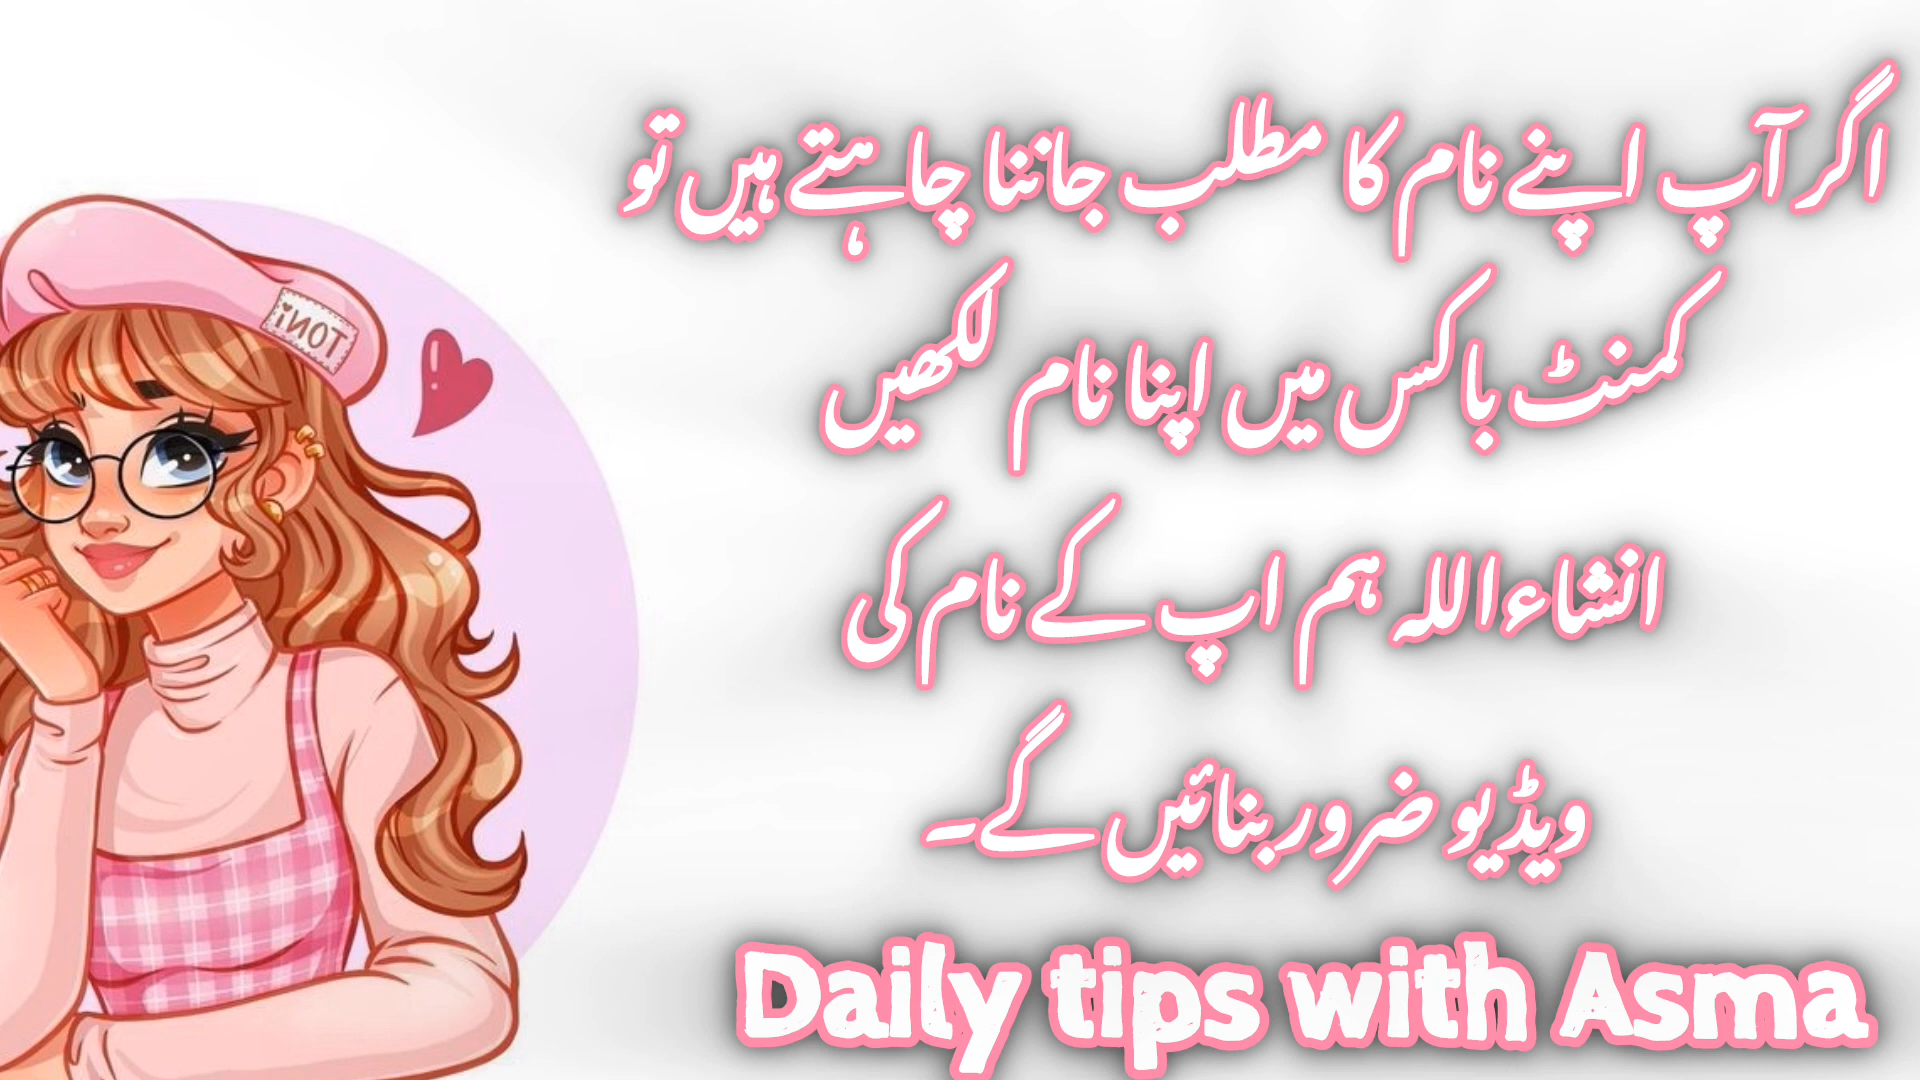 اگر آپ اپنے نام کا مطلب جاننا چاہتے ہیں تو
کمنٹ باکس میں اپنا نام لکھیں
انشاءاللہ ہم اپ کے نام کی
ویڈیو ضرور بنائیں گے۔
Daily tips with Asma
TONi